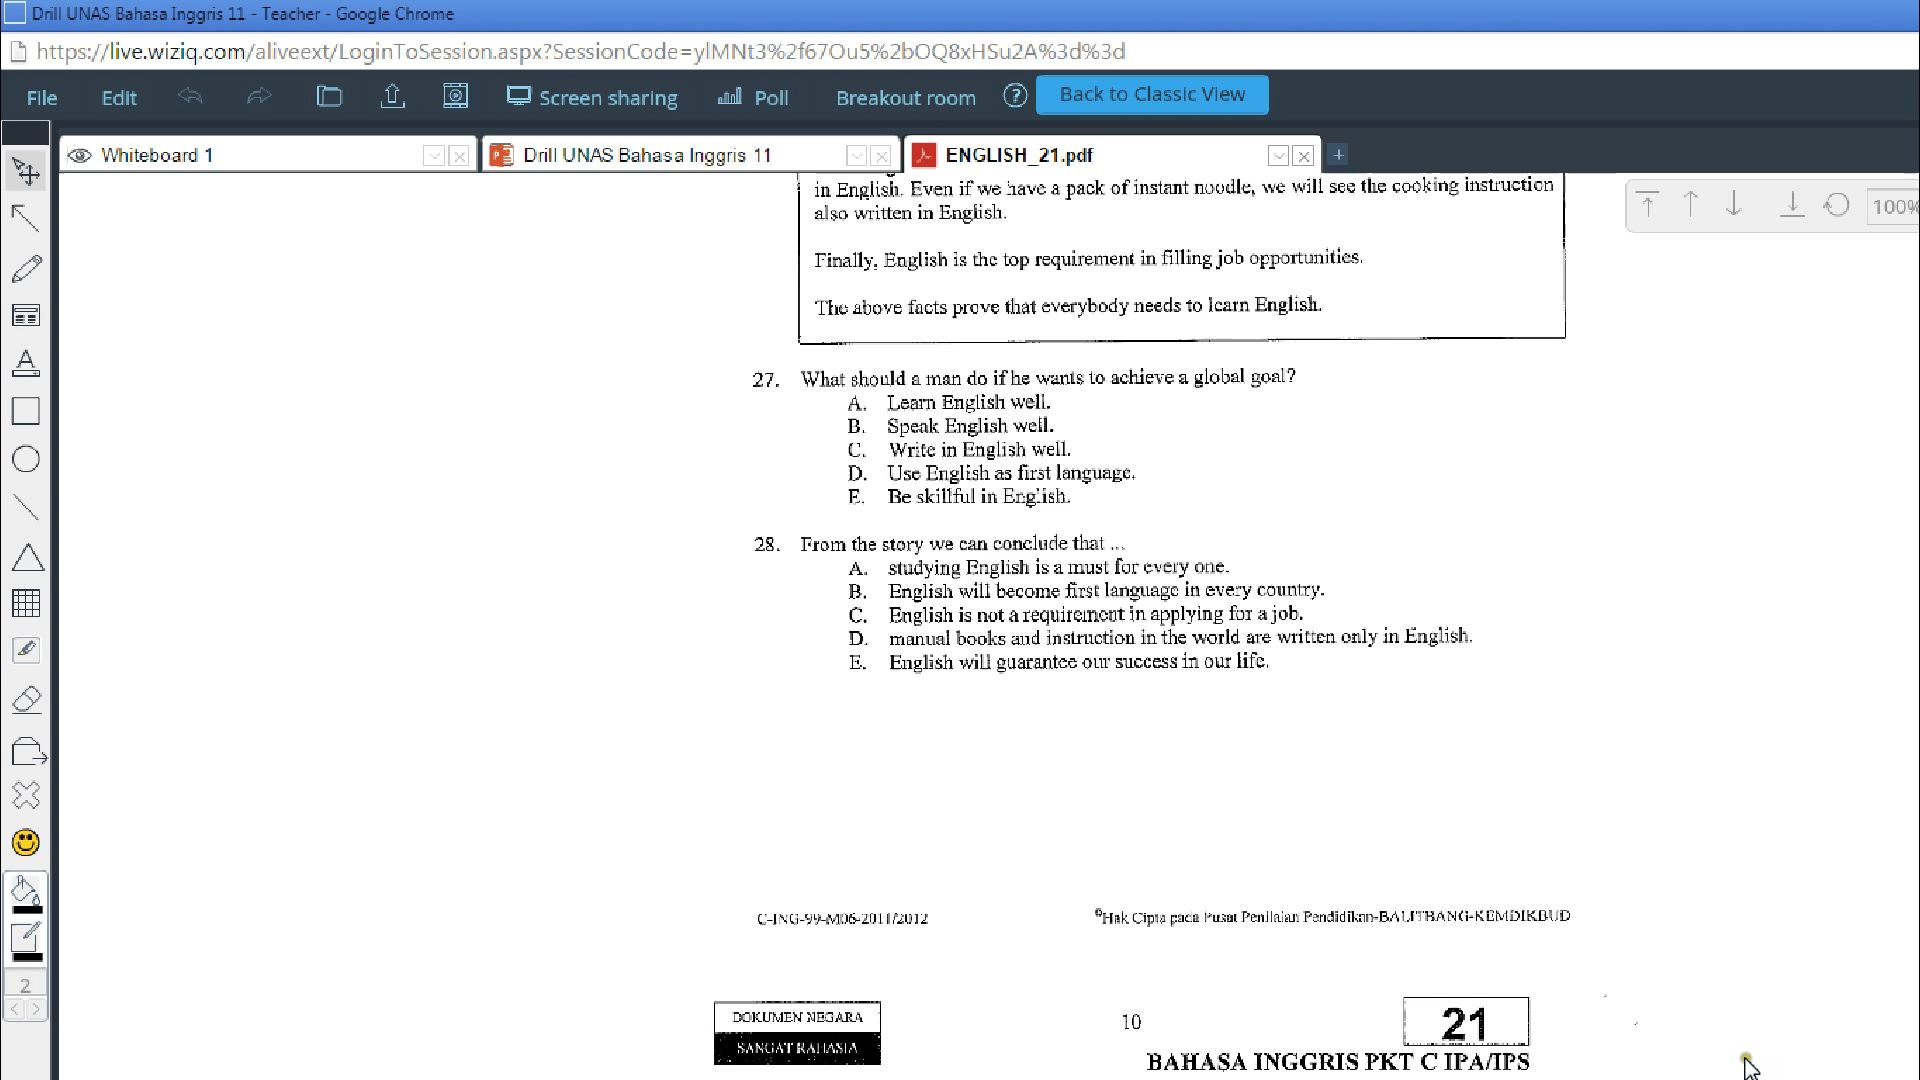 Drill UNAS Bahasa Inggris 11 - Teacher - Google Chrome
https://live.wiziq.com/aliveext/LoginToSession.aspx?SessionCode=ylMNt3%2f67Ou5%2bOQ8xHSu2A%3d%3d
File Edit Screen sharing Poll Breakout room ? Back to Classic View
Whiteboard 1 Drill UNAS Bahasa Inggris 11 ENGLISH_21.pdf +
in English. Even if we have a pack of instant noodle, we will see the cooking instruction
also written in English.
100%
Finally, English is the top requirement in filling job opportunities.
The above facts prove that everybody needs to learn English.
27. What should a man do if he wants to achieve a global goal?
A. Learn English well.
B. Speak English well.
C. Write in English well.
D. Use English as first language.
E. Be skillful in English.
28. From the story we can conclude that ...
A. studying English is a must for every one.
B. English will become first language in every country.
C. English is not a requirement in applying for a job.
D. manual books and instruction in the world are written only in English.
E. English will guarantee our success in our life.
C-ING-99-M06-2011/2012 ©Hak Cipta pada Pusat Penilaian Pendidikan-BALITBANG-KEMDIKBUD
2
DOKUMEN NEGARA
SANGAT RAHASIA
10
21
BAHASA INGGRIS PKT C IPA/IPS